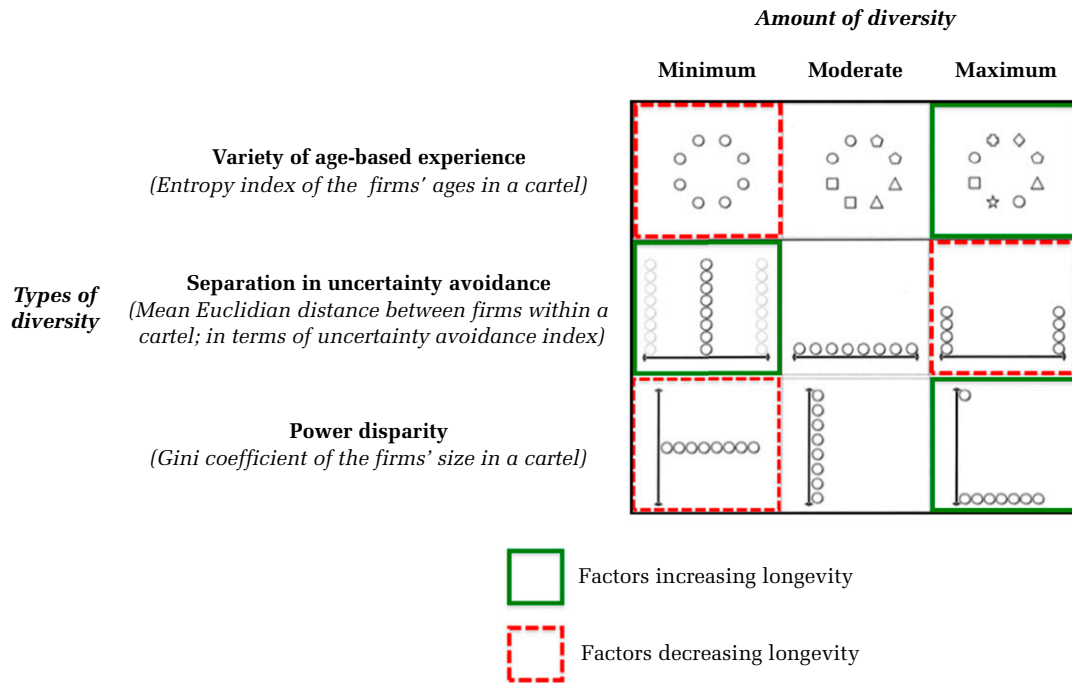 Amount of diversity
Minimum Moderate Maximum
Variety of age-based experience
(Entropy index of the firms' ages in a cartel)
Types of
diversity
Separation in uncertainty avoidance
(Mean Euclidian distance between firms within a
cartel; in terms of uncertainty avoidance index)
Power disparity
(Gini coefficient of the firms' size in a cartel)
Factors increasing longevity
Factors decreasing longevity